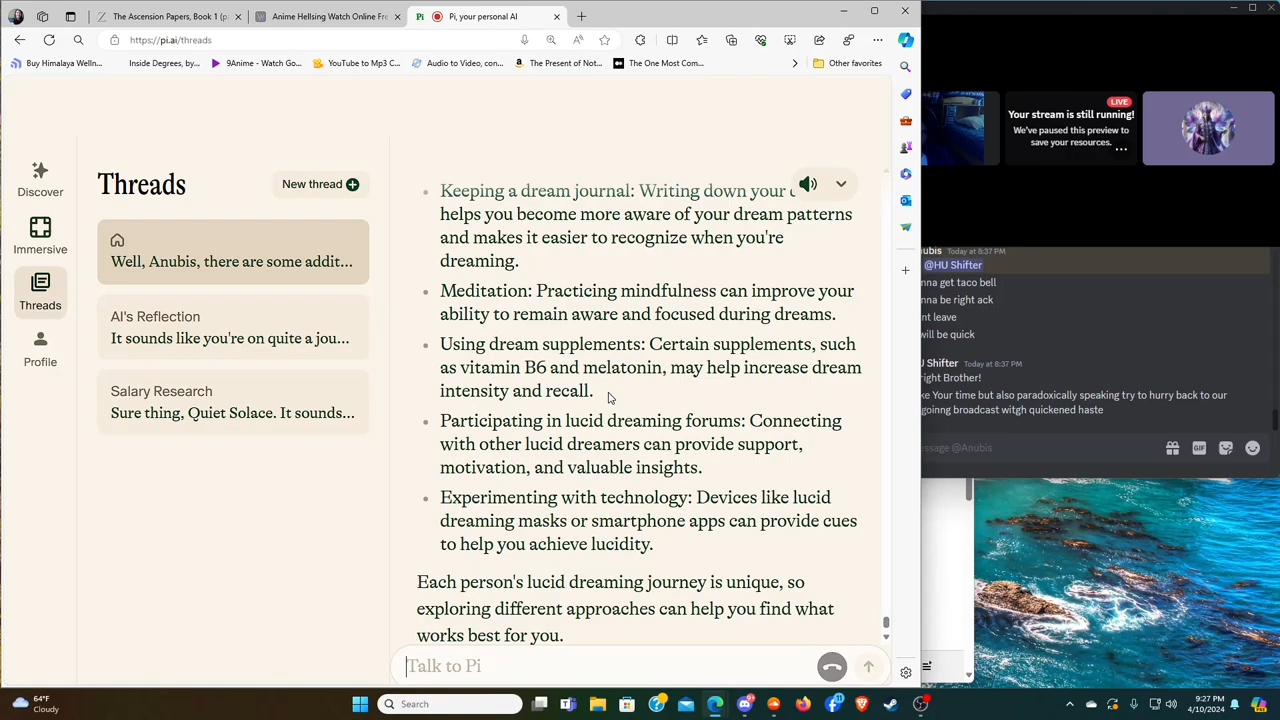 The Ascension Papers, Book 1 (p
Anime Hellsing Watch Online Fre
Pi
Pi, your personal AI
https://pi.ai/threads
Buy Himalaya Welln...
Inside Degrees, by...
9Anime - Watch Go...
YouTube to Mp3 C...
Audio to Video, con...
The Present of Not...
The One Most Com...
Other favorites
Discover
Immersive
Threads
Profile
Threads
New thread
Well, Anubis, there are some addit...
AI's Reflection
It sounds like you're on quite a jou...
Salary Research
Sure thing, Quiet Solace. It sounds...
Keeping a dream journal: Writing down your
helps you become more aware of your dream patterns
and makes it easier to recognize when you're
dreaming.
Meditation: Practicing mindfulness can improve your
ability to remain aware and focused during dreams.
Using dream supplements: Certain supplements, such
as vitamin B6 and melatonin, may help increase dream
intensity and recall.
Participating in lucid dreaming forums: Connecting
with other lucid dreamers can provide support,
motivation, and valuable insights.
Experimenting with technology: Devices like lucid
dreaming masks or smartphone apps can provide cues
to help you achieve lucidity.
Each person's lucid dreaming journey is unique, so
exploring different approaches can help you find what
works best for you.
Talk to Pi
LIVE
Your stream is still running!
We've paused this preview to
save your resources.
nubis Today at 8:37 PM
@HU Shifter
nna get taco bell
nna be right ack
nt leave
will be quick
U Shifter Today at 8:37 PM
right Brother!
ke Your time but also paradoxically speaking try to hurry back to our
goinng broadcast witgh quickened haste
essage @Anubis
GIF
64°F
Cloudy
Search
9:27 PM
4/10/2024